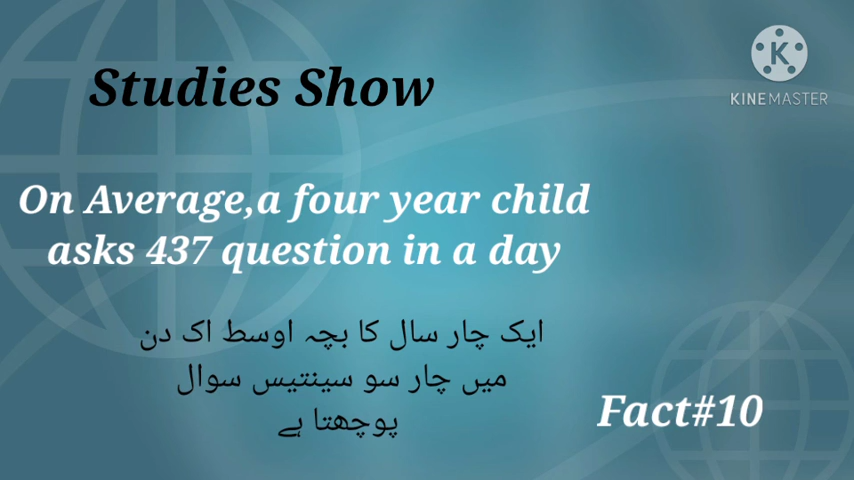 Studies Show
KINEMASTER
On Average,a four year child
asks 437 question in a day
ایک چار سال کا بچہ اوسط اک دن
میں چار سو سینتیس سوال
پوچھتا ہے
Fact#10